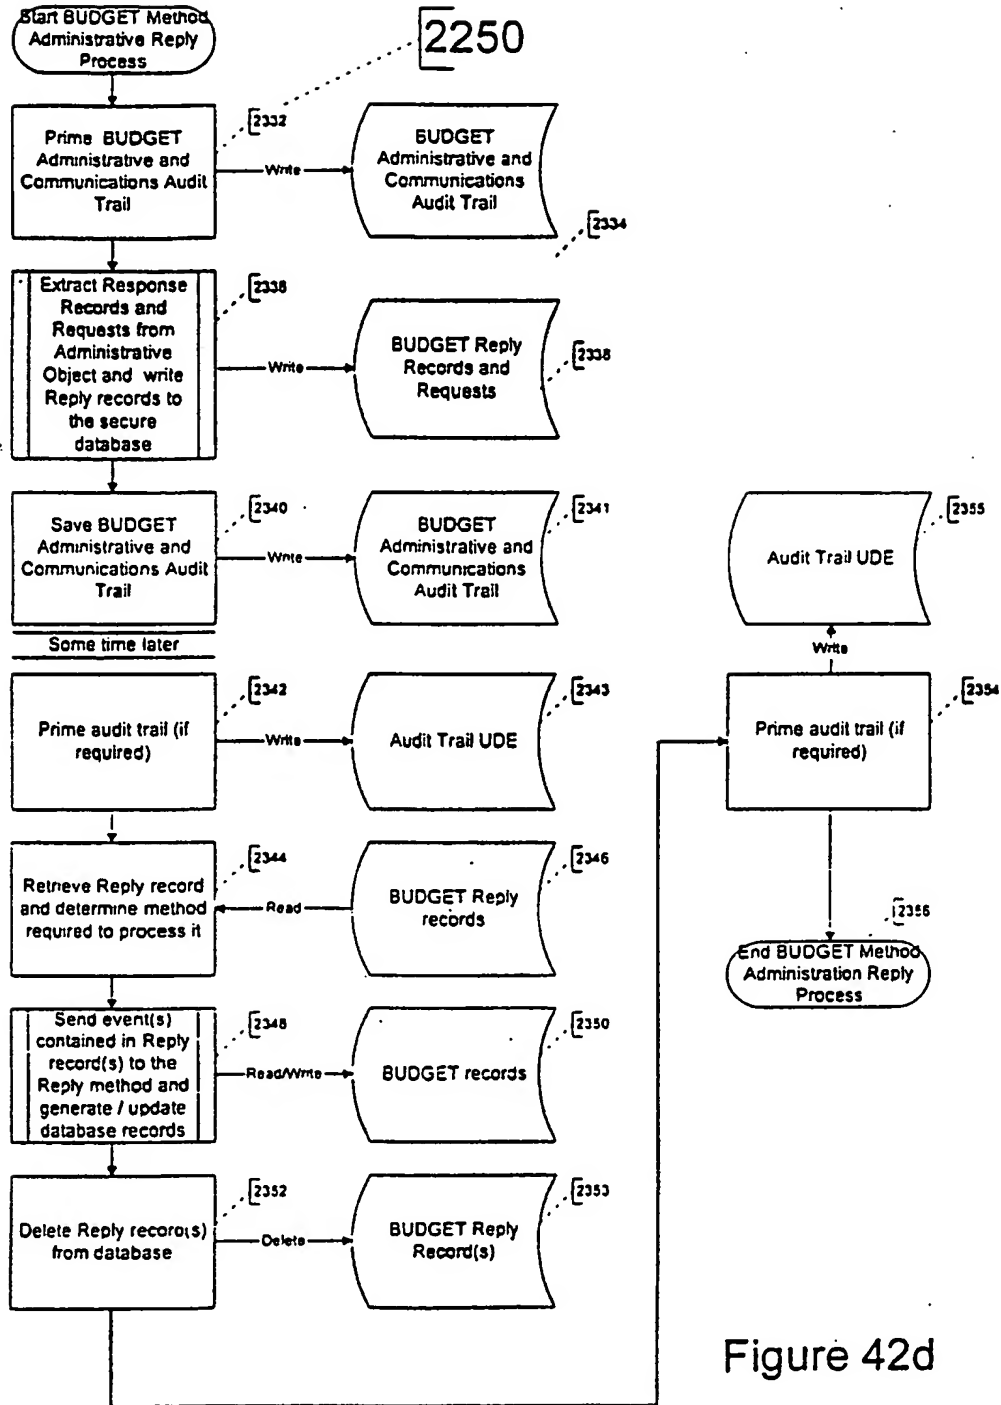 Start BUDGET Method
Administrative Reply
Process
2250
2332
Prime BUDGET
Administrative and
Communications Audit
Trail
Write
BUDGET
Administrative and
Communications
Audit Trail
2334
Extract Response
Records and
Requests from
Administrative
Object and write
Reply records to
the secure
database
2336
Write
BUDGET Reply
Records and
Requests
2338
Save BUDGET
Administrative and
Communications Audit
Trail
2340
Write
BUDGET
Administrative and
Communications
Audit Trail
2341
Some time later
Prime audit trail (if
required)
2342
Write
Audit Trail UDE
2343
Retrieve Reply record
and determine method
required to process it
2344
Read
BUDGET Reply
records
2346
Send event(s)
contained in Reply
record(s) to the
Reply method and
generate / update
database records
2348
Read/Write
BUDGET records
2350
Delete Reply record(s)
from database
2352
Delete
BUDGET Reply
Record(s)
2353
Audit Trail UDE
2355
Write
Prime audit trail (if
required)
2354
2356
End BUDGET Method
Administration Reply
Process
Figure 42d